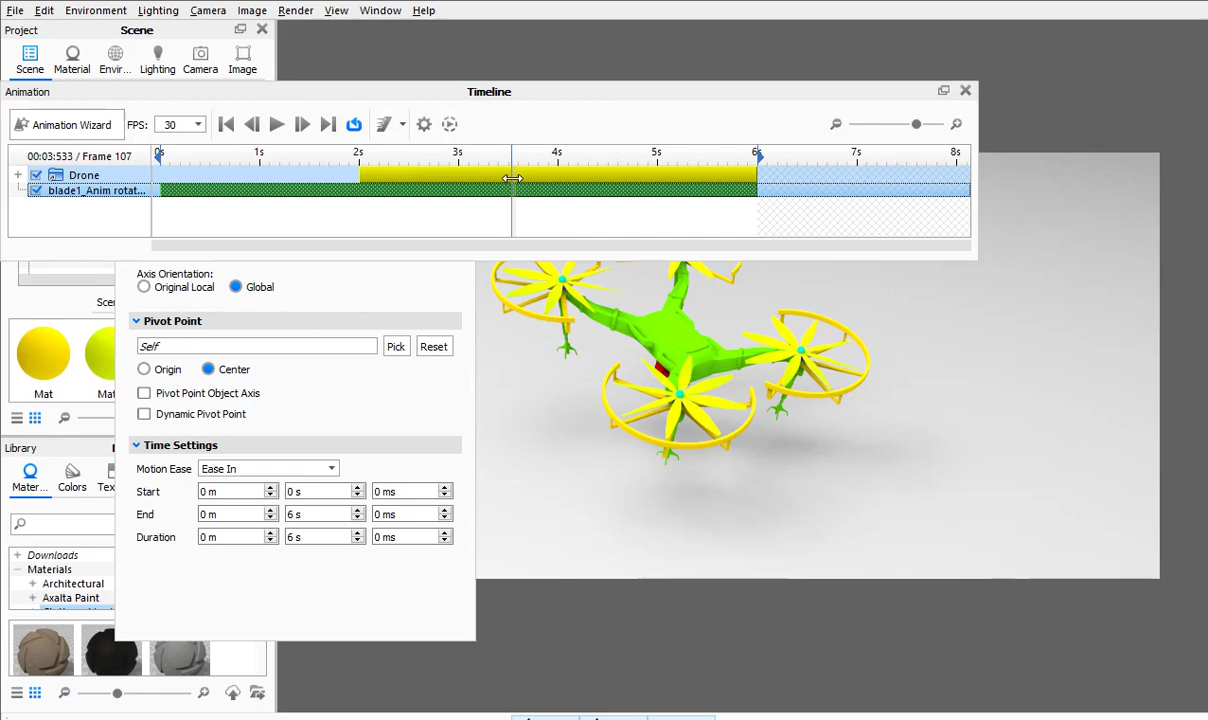 File Edit Environment Lighting Camera Image Render View Window Help
Project Scene
Scene Material Envir... Lighting Camera Image
Animation Timeline
Animation Wizard FPS: 30
00:03:533 / Frame 107 0s 1s 2s 3s 4s 5s 6s 7s 8s
Drone
blade1_Anim rotat...
Axis Orientation:
Original Local Global
Pivot Point
Self Pick Reset
Origin Center
Pivot Point Object Axis
Dynamic Pivot Point
Time Settings
Motion Ease Ease In
Start 0 m 0 s 0 ms
End 0 m 6 s 0 ms
Duration 0 m 6 s 0 ms
Mat
Library
Mater... Colors
Downloads
Materials
Architectural
Axalta Paint